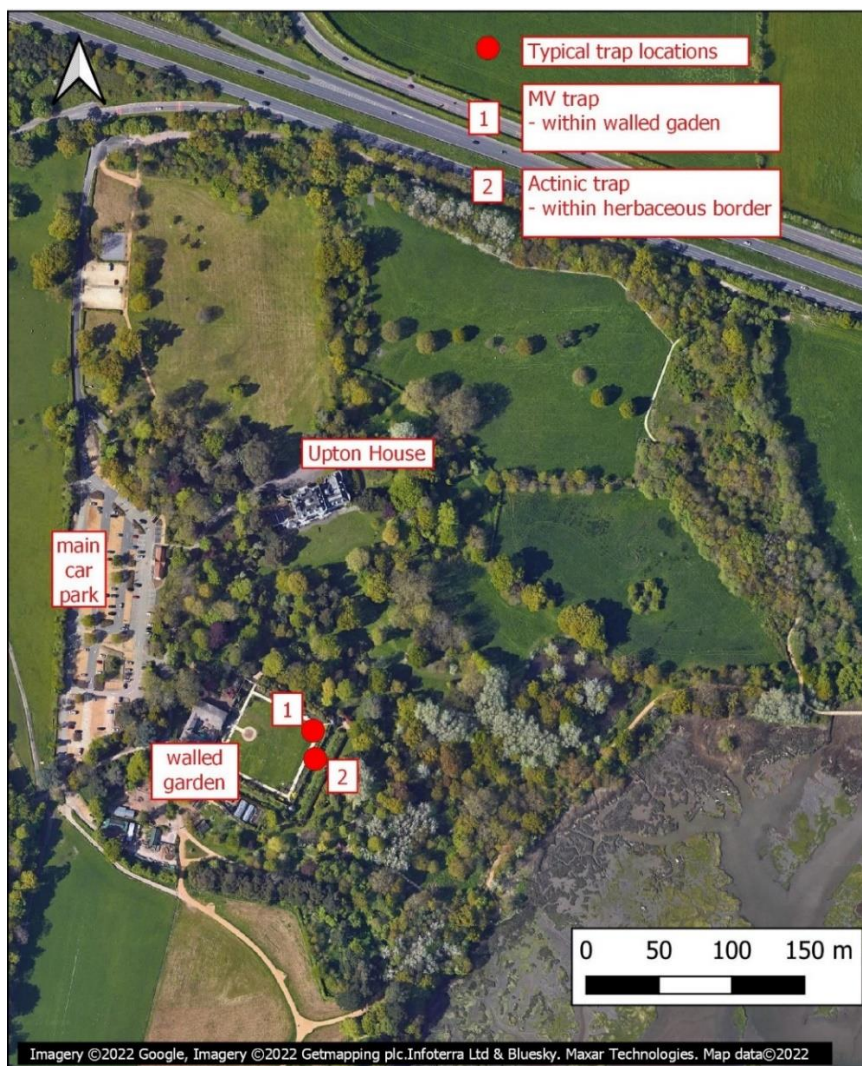 Typical trap locations
1
MV trap
- within walled gaden
2
Actinic trap
- within herbaceous border
Upton House
main
car
park
1
walled
garden
2
0 50 100 150 m
Imagery ©2022 Google, Imagery ©2022 Getmapping plc.Infoterra Ltd & Bluesky. Maxar Technologies. Map data©2022